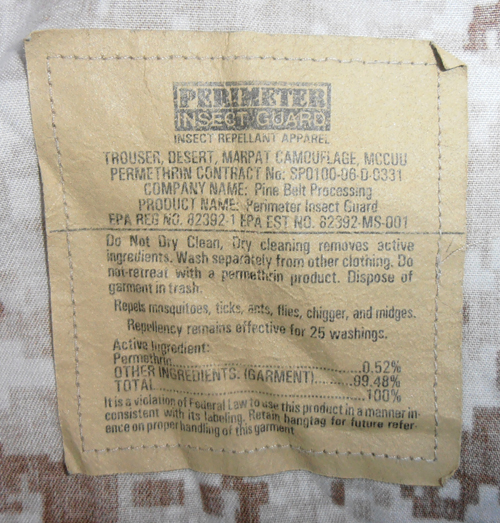 PERIMETER
INSECT GUARD
INSECT REPELLANT APPAREL
TROUSER, DESERT, MARPAT CAMOUFLAGE, MCCUU
PERMETHRIN CONTRACT No: SP0100-06-D-0331
COMPANY NAME: Pine Belt Processing
PRODUCT NAME: Perimeter Insect Guard
EPA REG NO. 82392-1 EPA EST NO. 82392-MS-001
Do Not Dry Clean, Dry cleaning removes active
ingredients. Wash separately from other clothing. Do
not retreat with a permethrin product. Dispose of
garment in trash.
Repels mosquitoes, ticks, ants, flies, chigger, and midges.
Repellency remains effective for 25 washings.
Active Ingredient:
Permethrin...........................0.52%
OTHER INGREDIENTS. (GARMENT)........99.48%
TOTAL................................100%
It is a violation of Federal Law to use this product in a manner in-
consistent with its labeling. Retain hangtag for future refer-
ence on proper handling of this garment